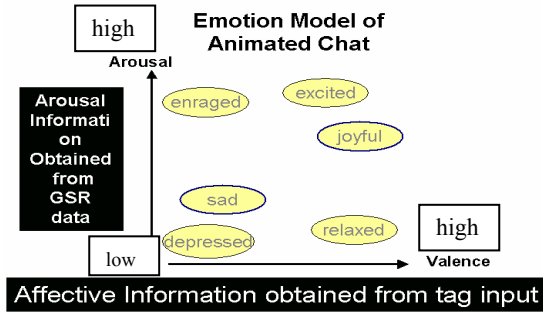 high
Emotion Model of
Animated Chat
Arousal
enraged
excited
joyful
Arousal
Informati
on
Obtained
from
GSR
data
sad
depressed
relaxed
high
low
Valence
Affective Information obtained from tag input